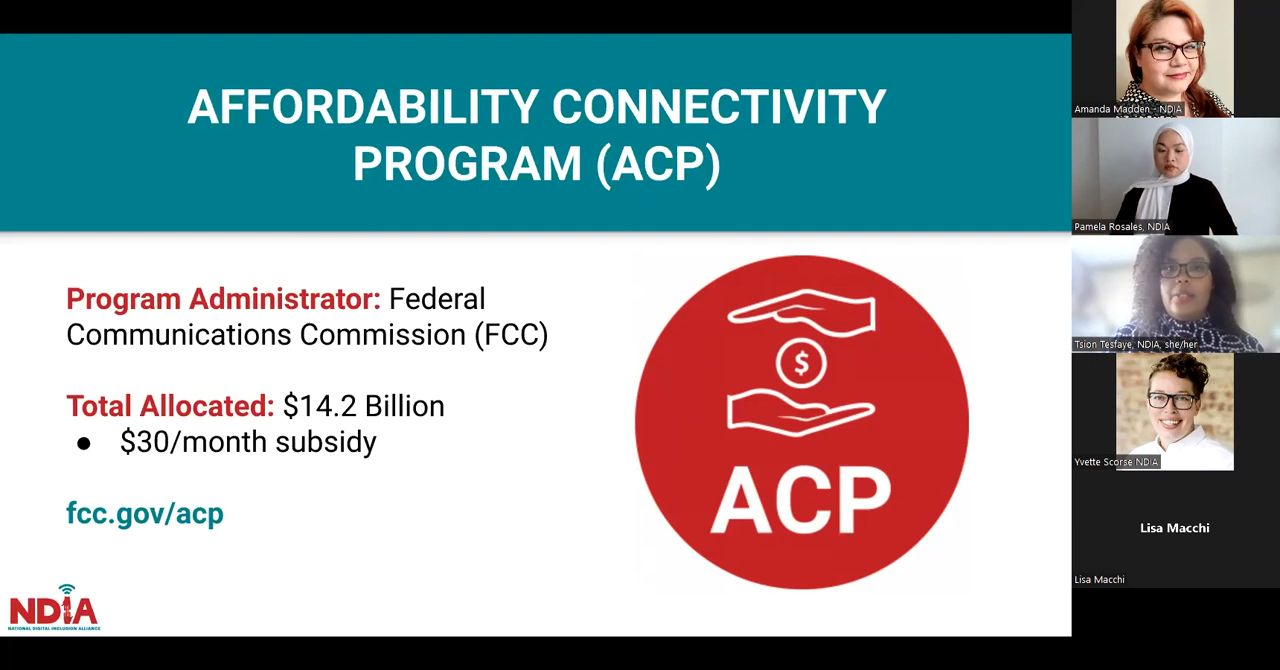 AFFORDABILITY CONNECTIVITY
PROGRAM (ACP)
Program Administrator: Federal
Communications Commission (FCC)
Total Allocated: $14.2 Billion
● $30/month subsidy
fcc.gov/acp
$
ACP
NDIA
NATIONAL DIGITAL INCLUSION ALLIANCE
Amanda Madden - NDIA
Pamela Rosales, NDIA
Tsion Tesfaye, NDIA, she/her
Yvette Scorse NDIA
Lisa Macchi
Lisa Macchi